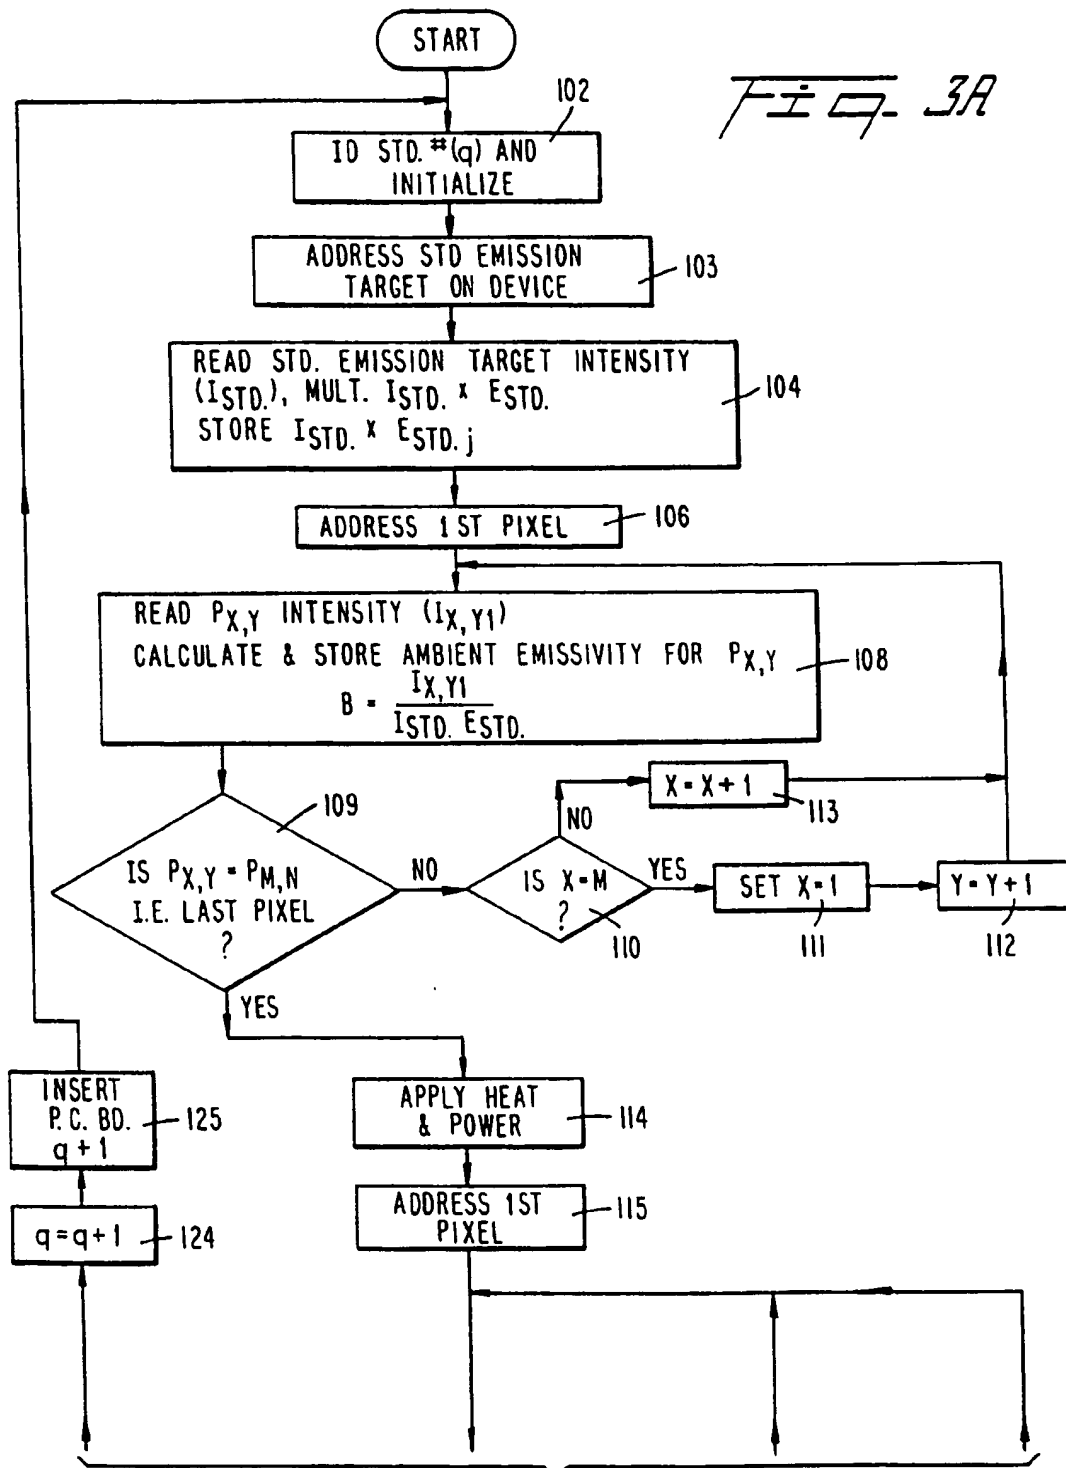 START
Fig. 3A
102
ID STD. #(q) AND
INITIALIZE
ADDRESS STD EMISSION
TARGET ON DEVICE
103
READ STD. EMISSION TARGET INTENSITY
(ISTD.), MULT. ISTD. x ESTD.
STORE ISTD. x ESTD.j
104
ADDRESS 1ST PIXEL
106
READ PX,Y INTENSITY (IX,Y1)
CALCULATE & STORE AMBIENT EMISSIVITY FOR PX,Y
B = IX,Y1
ISTD. ESTD.
108
109
IS PX,Y = PM,N
I.E. LAST PIXEL
?
NO
YES
IS X=M
?
110
NO
YES
X=X+1
113
SET X=1
111
Y=Y+1
112
INSERT
P.C. BD.
q+1
125
q=q+1
124
APPLY HEAT
& POWER
114
ADDRESS 1ST
PIXEL
115